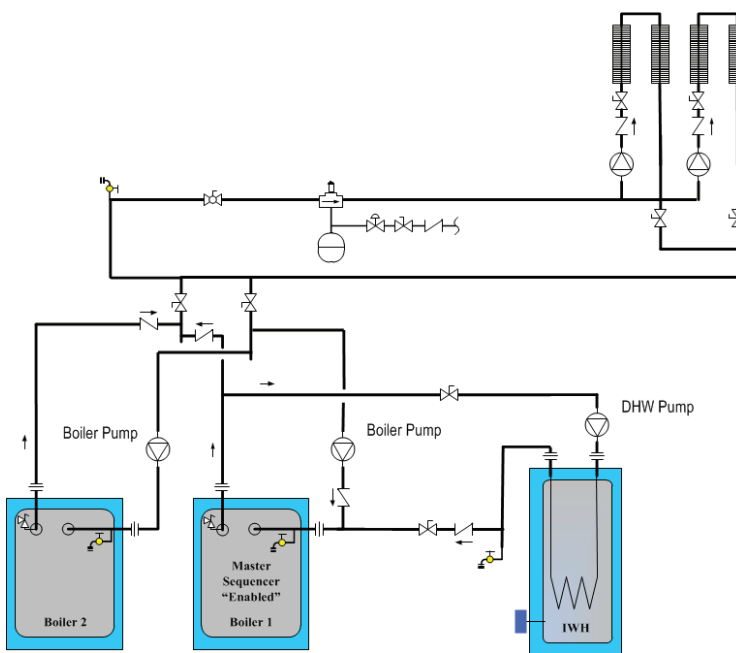 DHW Pump
Boiler Pump
Boiler Pump
Master
Sequencer
“Enabled”
Boiler 2
Boiler 1
IWH